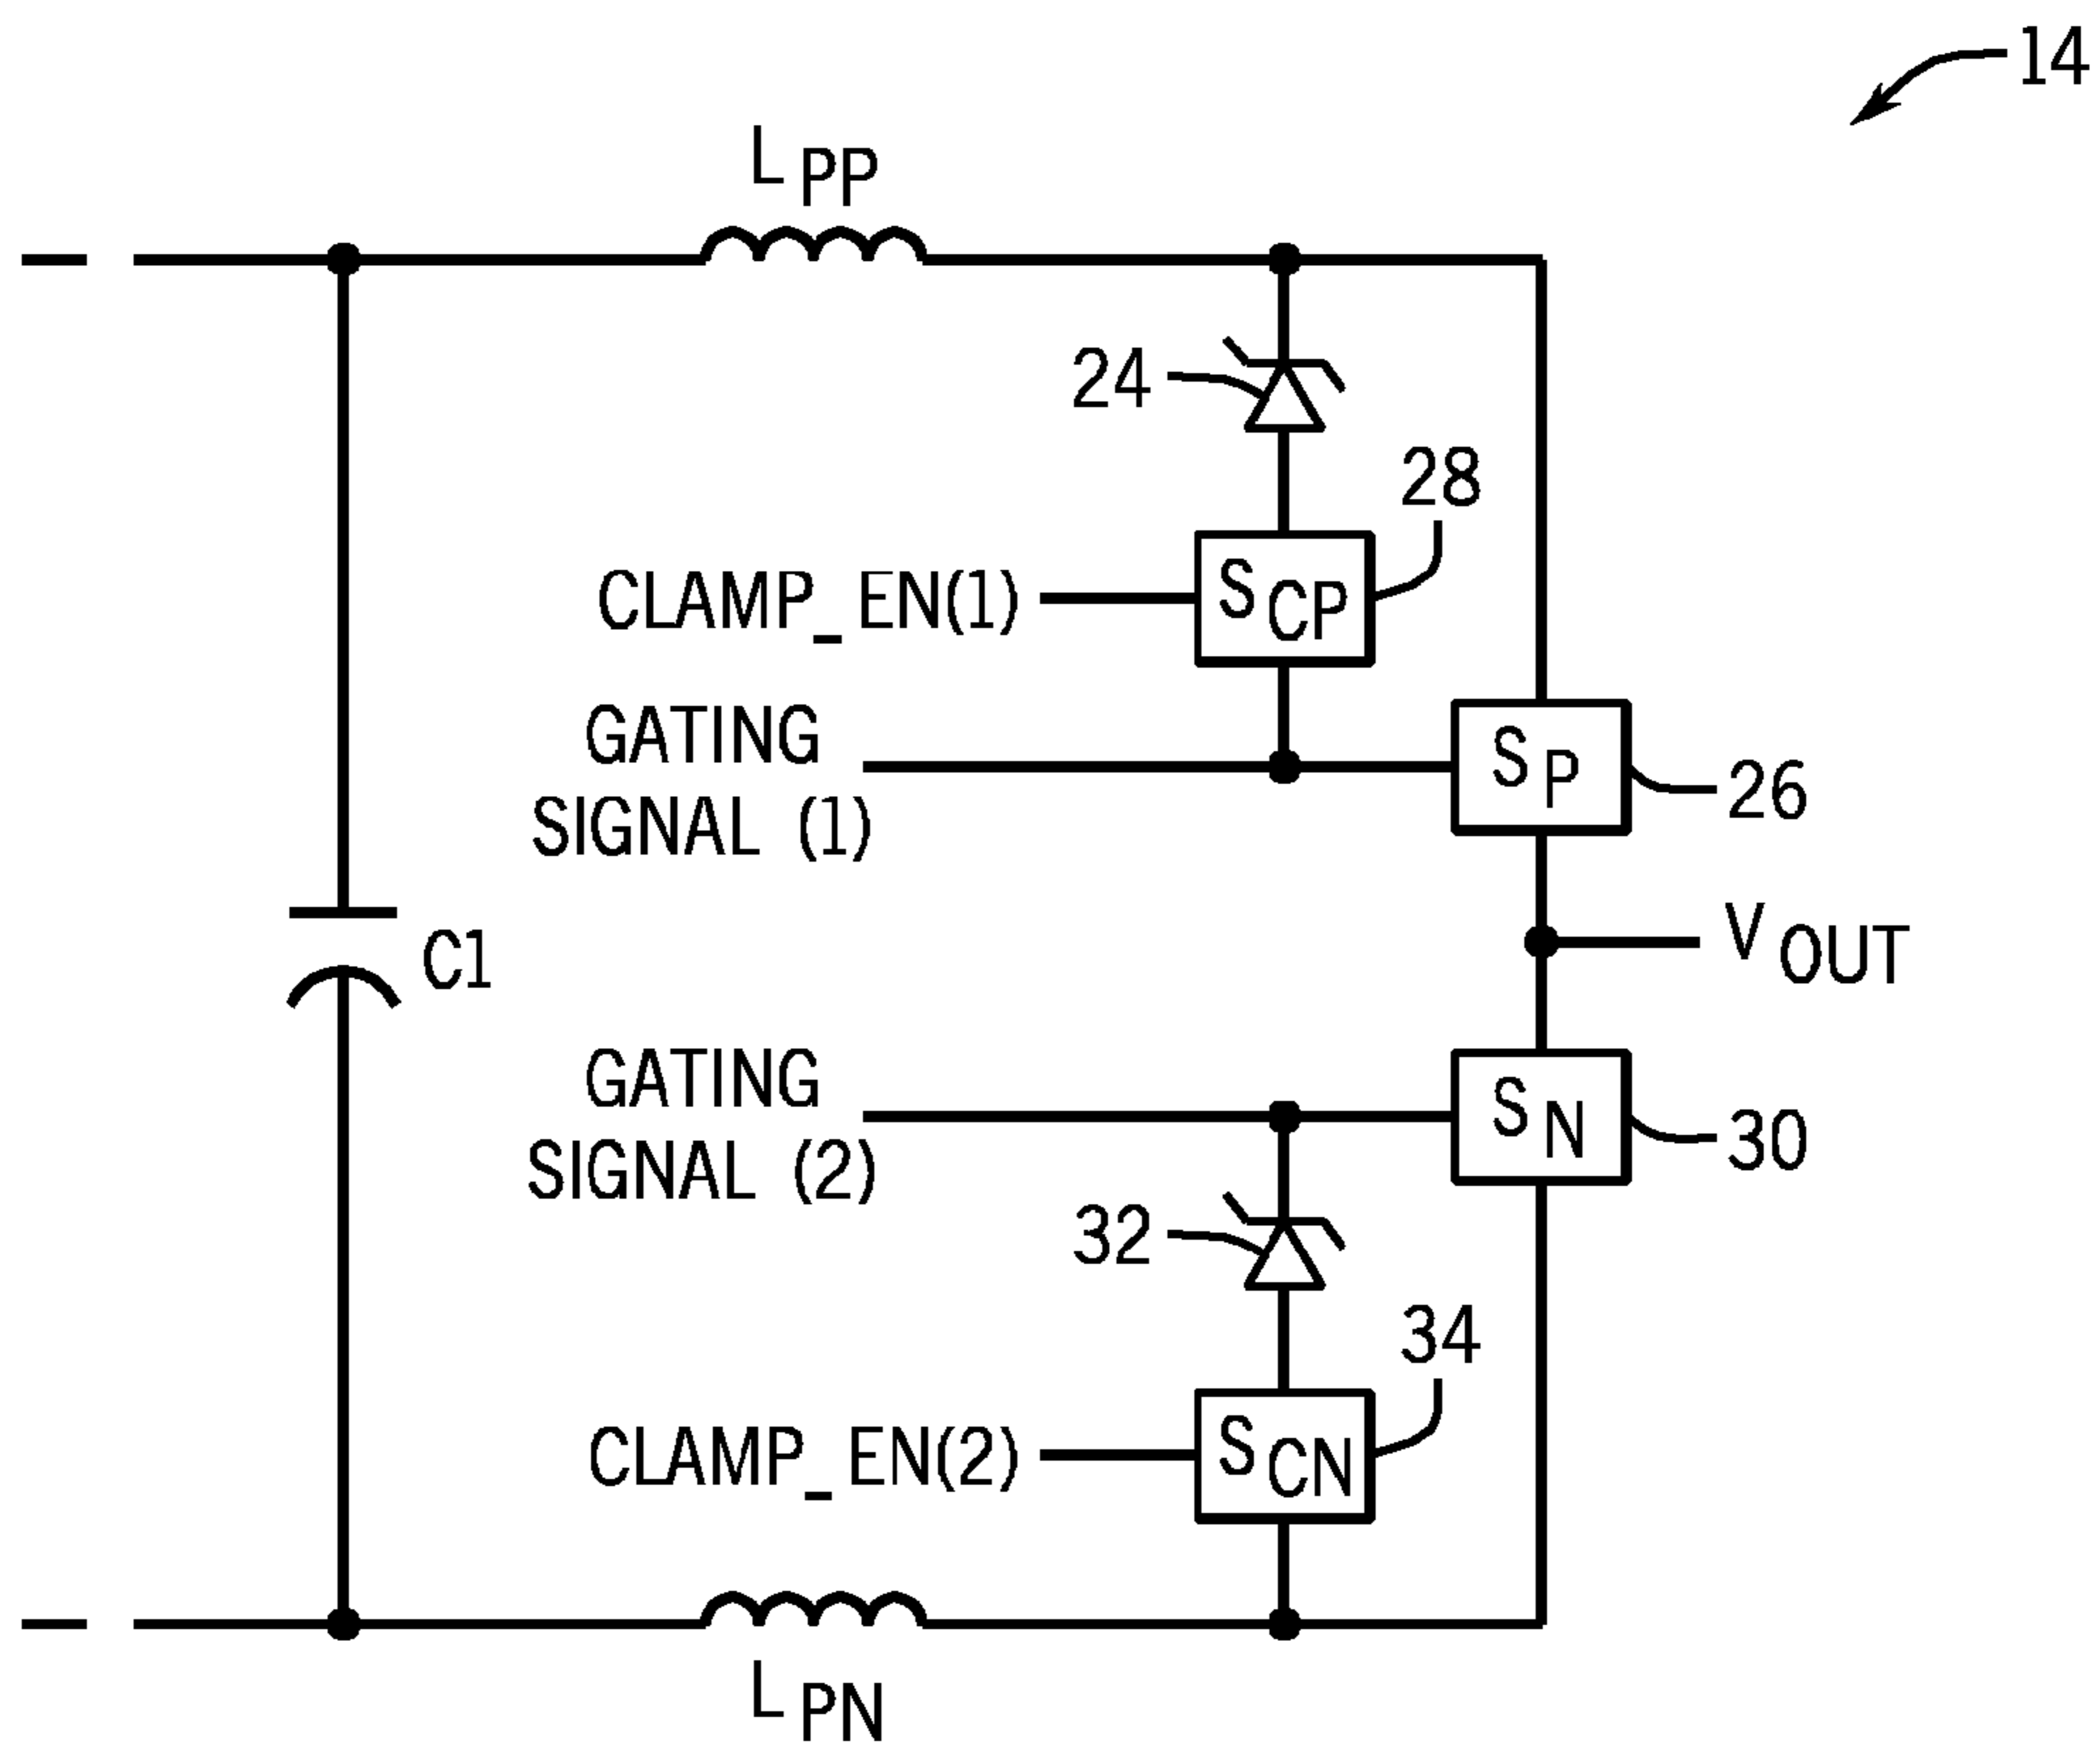 14
L PP
24
28
CLAMP_EN(1)
S CP
GATING
SIGNAL (1)
S P
26
C1
V OUT
GATING
SIGNAL (2)
S N
30
32
34
CLAMP_EN(2)
S CN
L PN